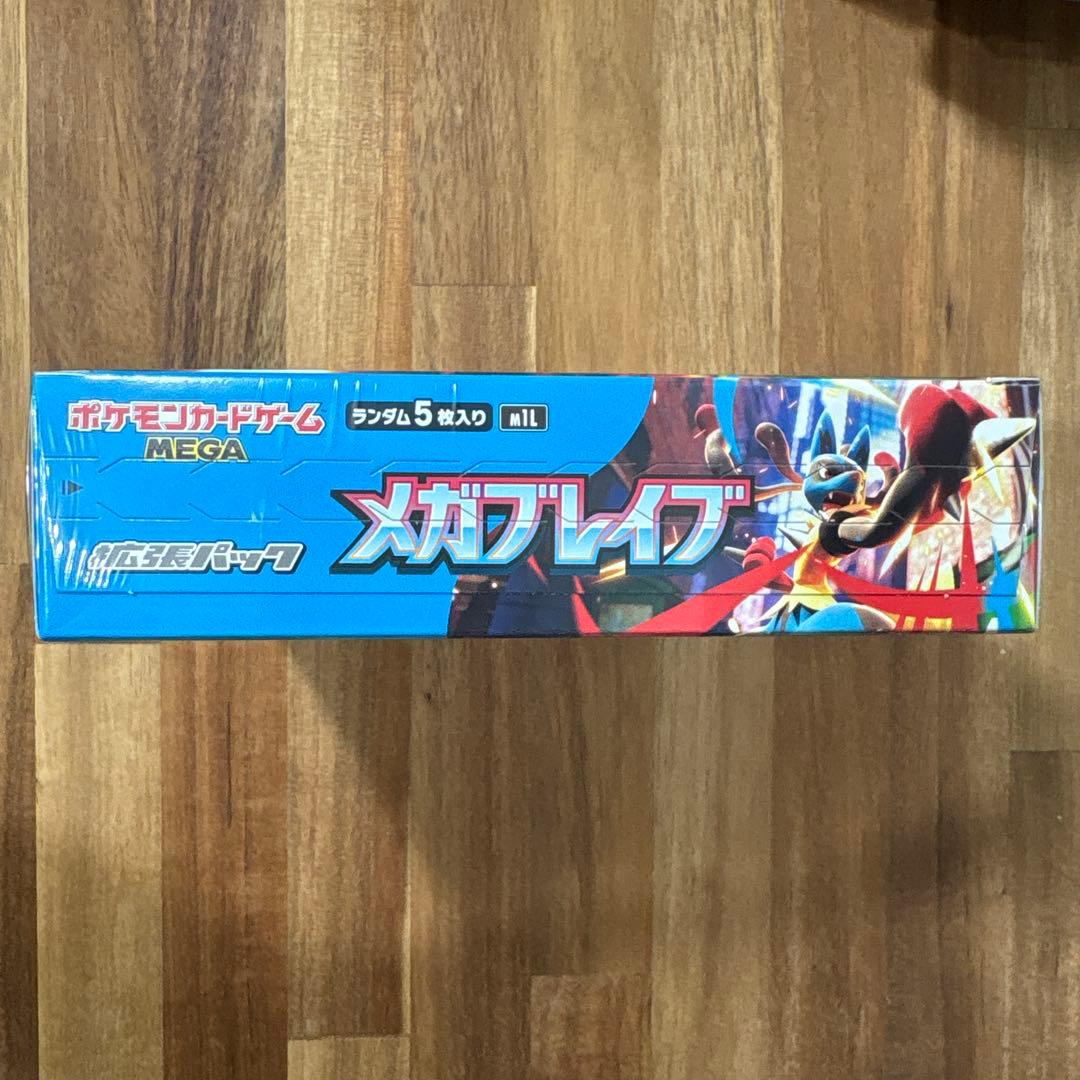 ポケモンカードゲーム
MEGA
ランダム5枚入り M1L
メガブレイブ
拡張パック